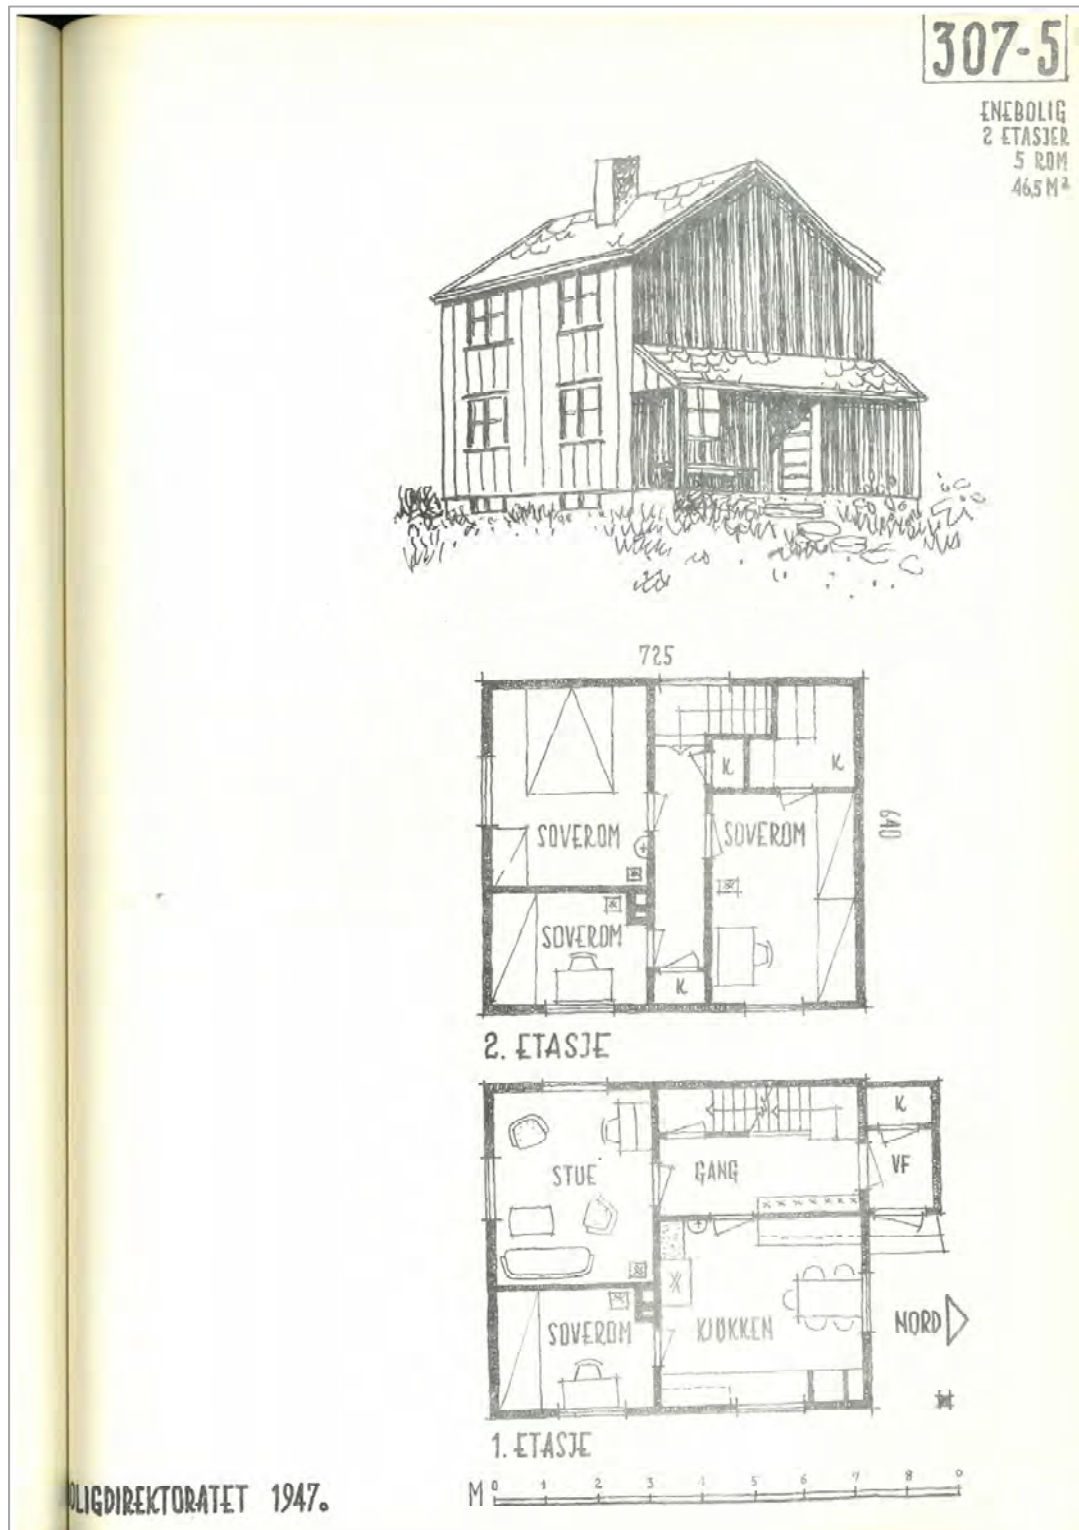 307-5
ENEBOLIG
2 ETASJER
5 ROM
46,5 M²
725
K
K
640
SOVEROM
SOVEROM
SOVEROM
K
2. ETASJE
K
STUE
GANG
VF
SOVEROM
KJØKKEN
NORD
1. ETASJE
OLIGDIREKTORATET 1947.
M 0 1 2 3 4 5 6 7 8 9